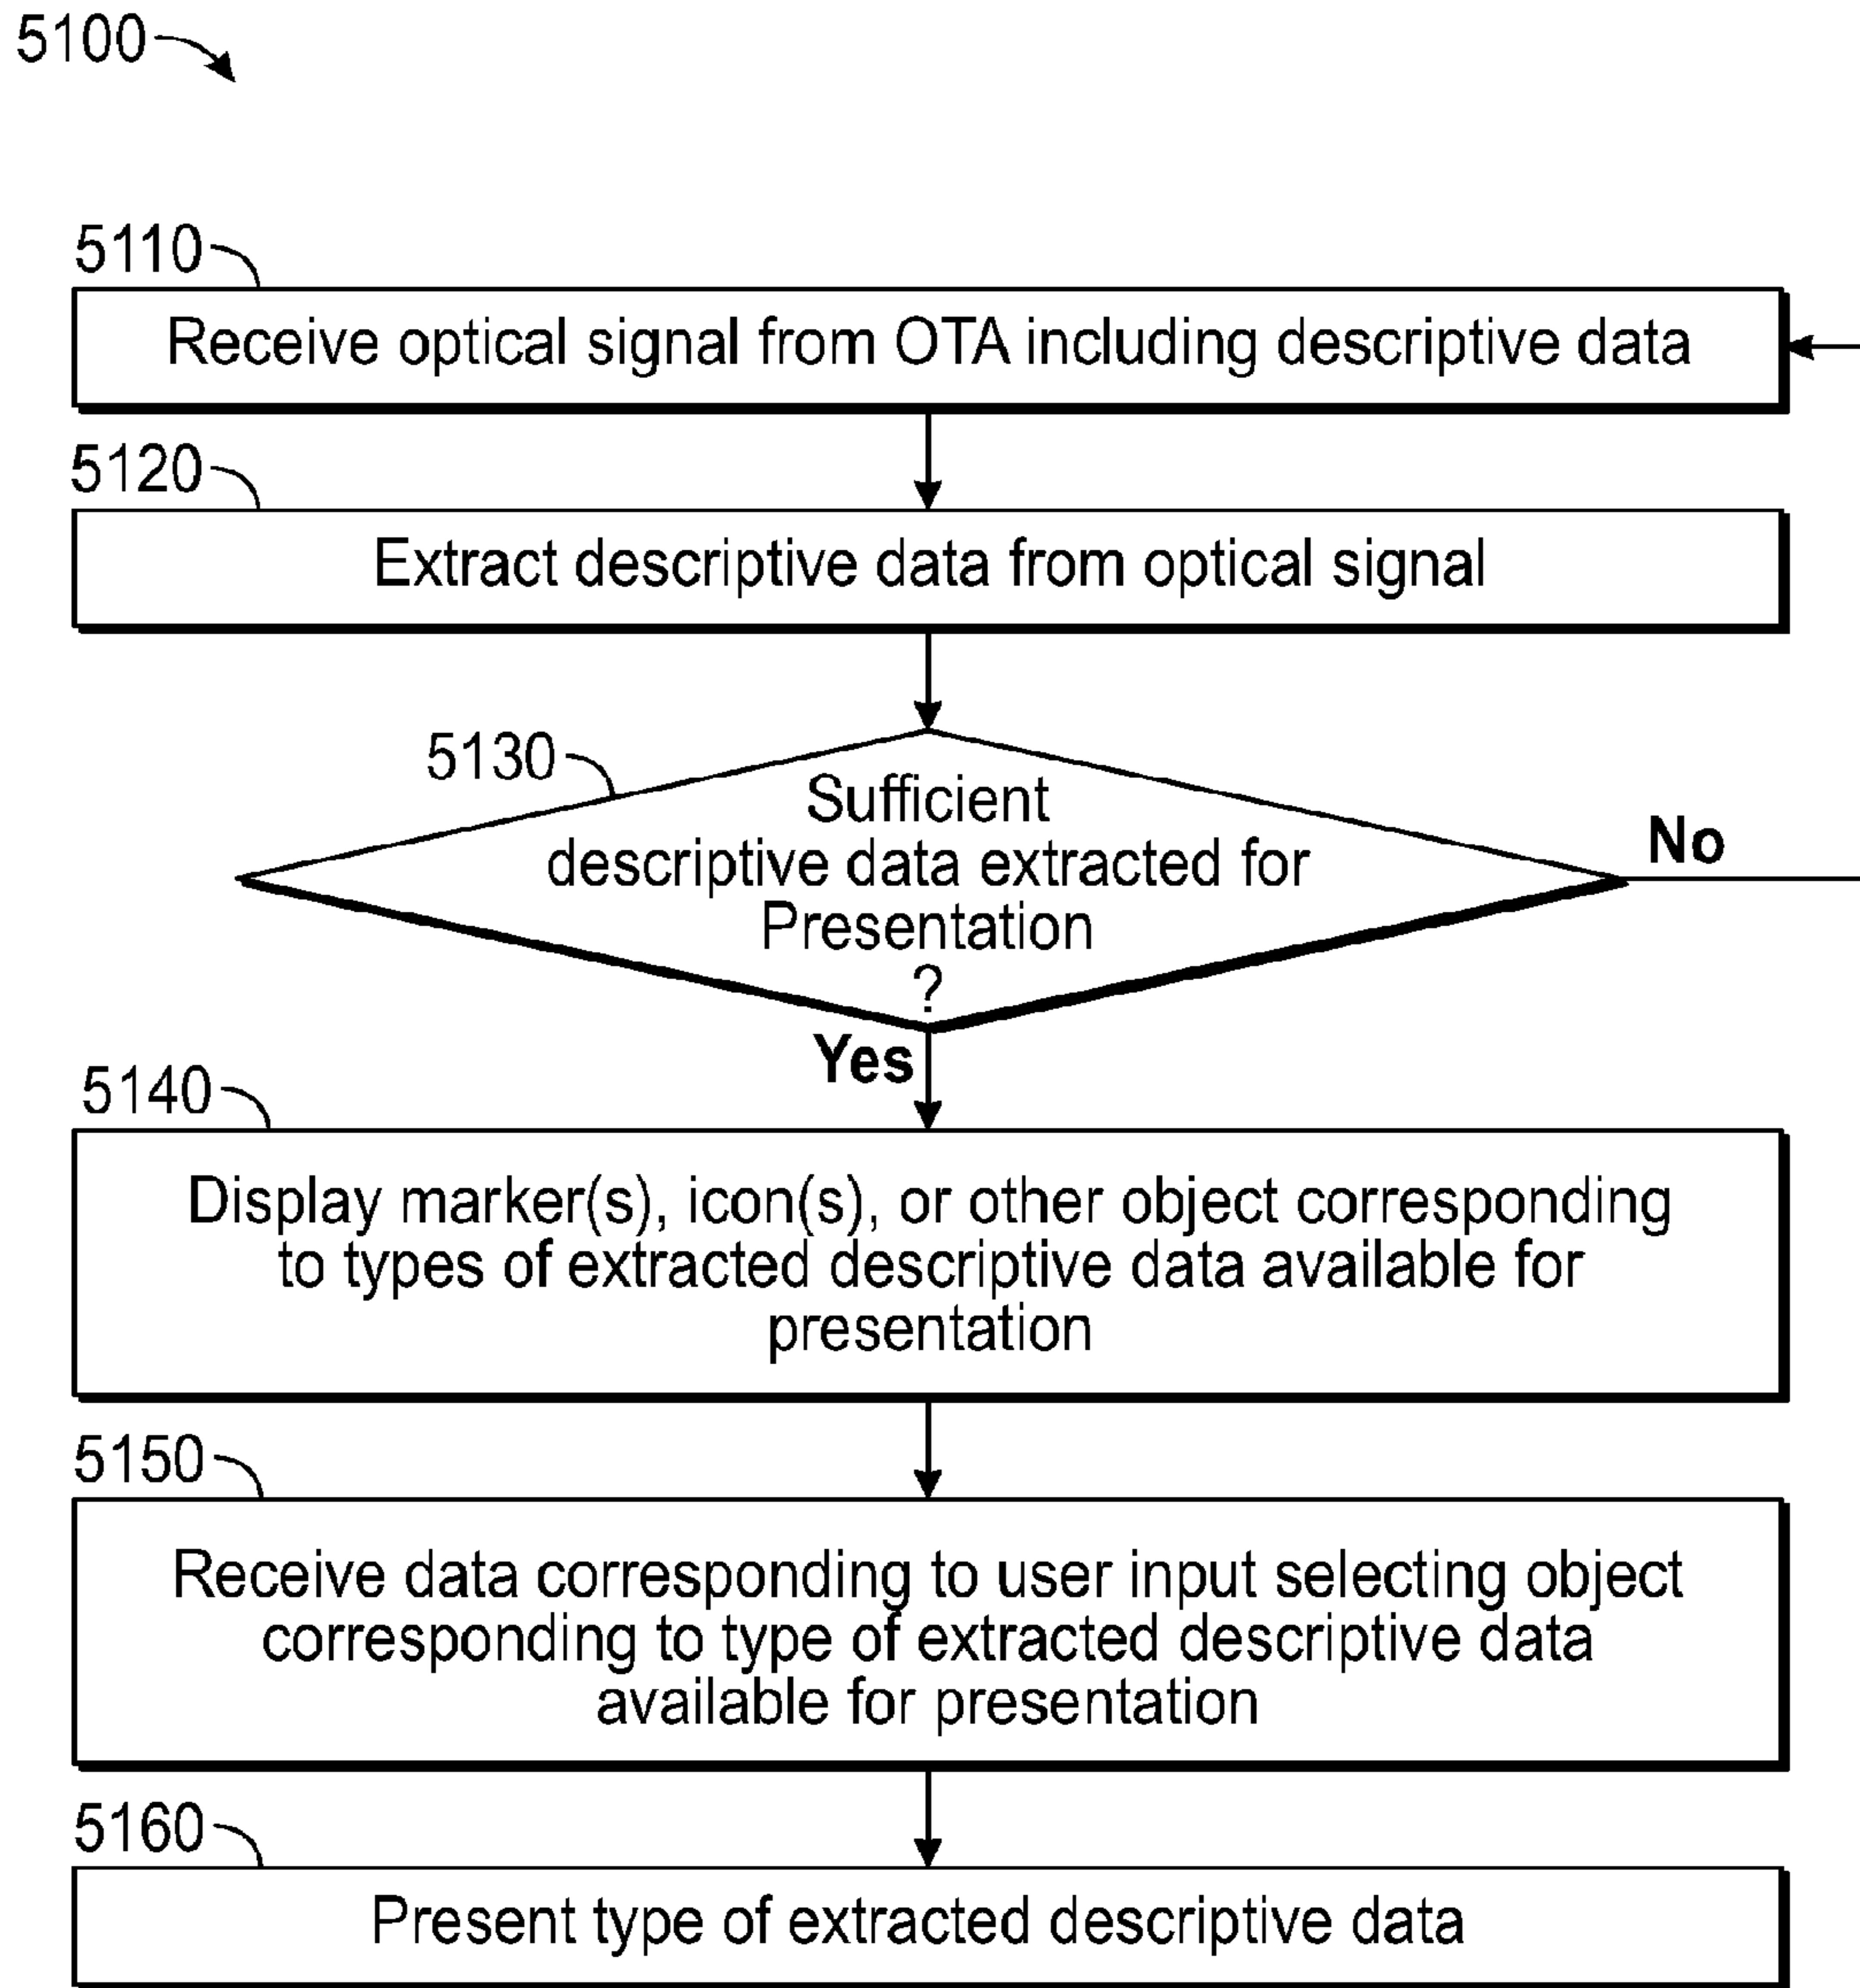 5100
5110
Receive optical signal from OTA including descriptive data
5120
Extract descriptive data from optical signal
5130
Sufficient
descriptive data extracted for
Presentation
?
No
Yes
5140
Display marker(s), icon(s), or other object corresponding
to types of extracted descriptive data available for
presentation
5150
Receive data corresponding to user input selecting object
corresponding to type of extracted descriptive data
available for presentation
5160
Present type of extracted descriptive data